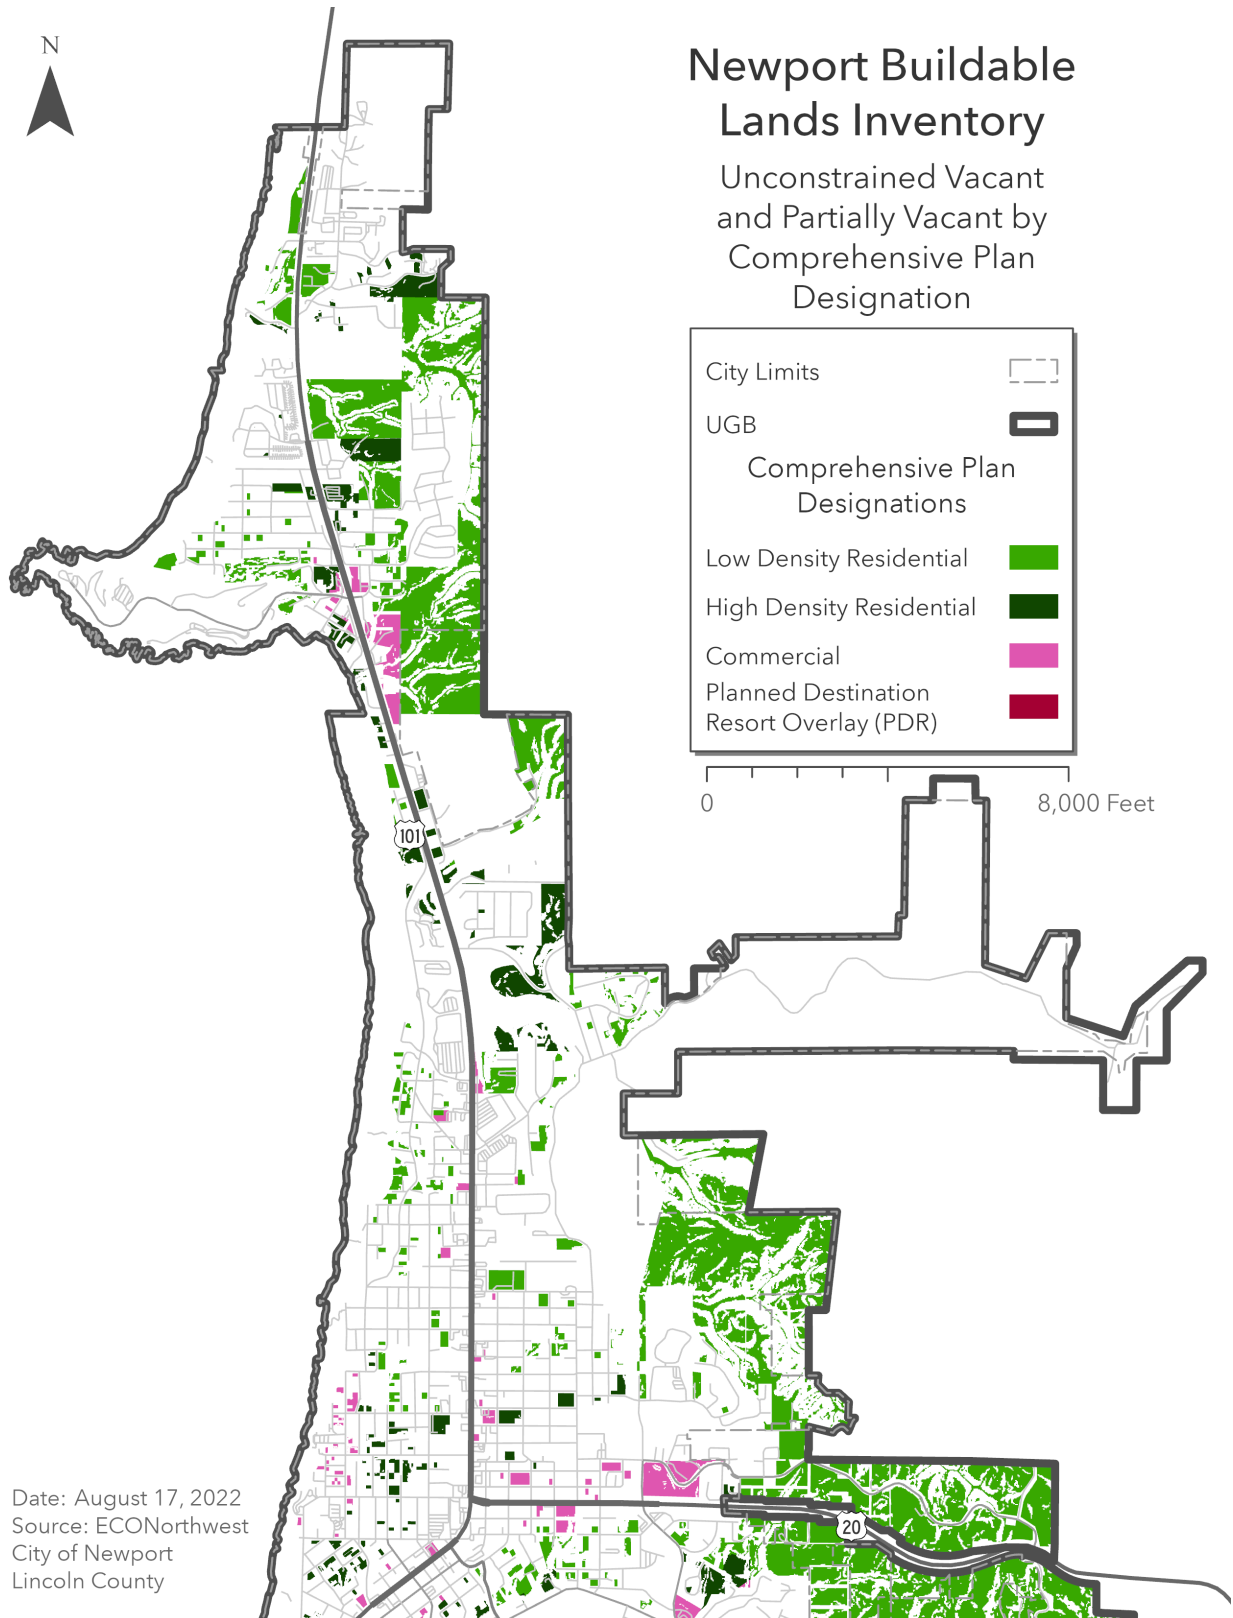 N
Newport Buildable
Lands Inventory
Unconstrained Vacant
and Partially Vacant by
Comprehensive Plan
Designation
City Limits
UGB
Comprehensive Plan
Designations
Low Density Residential
High Density Residential
Commercial
Planned Destination
Resort Overlay (PDR)
0
8,000 Feet
101
20
Date: August 17, 2022
Source: ECONorthwest
City of Newport
Lincoln County